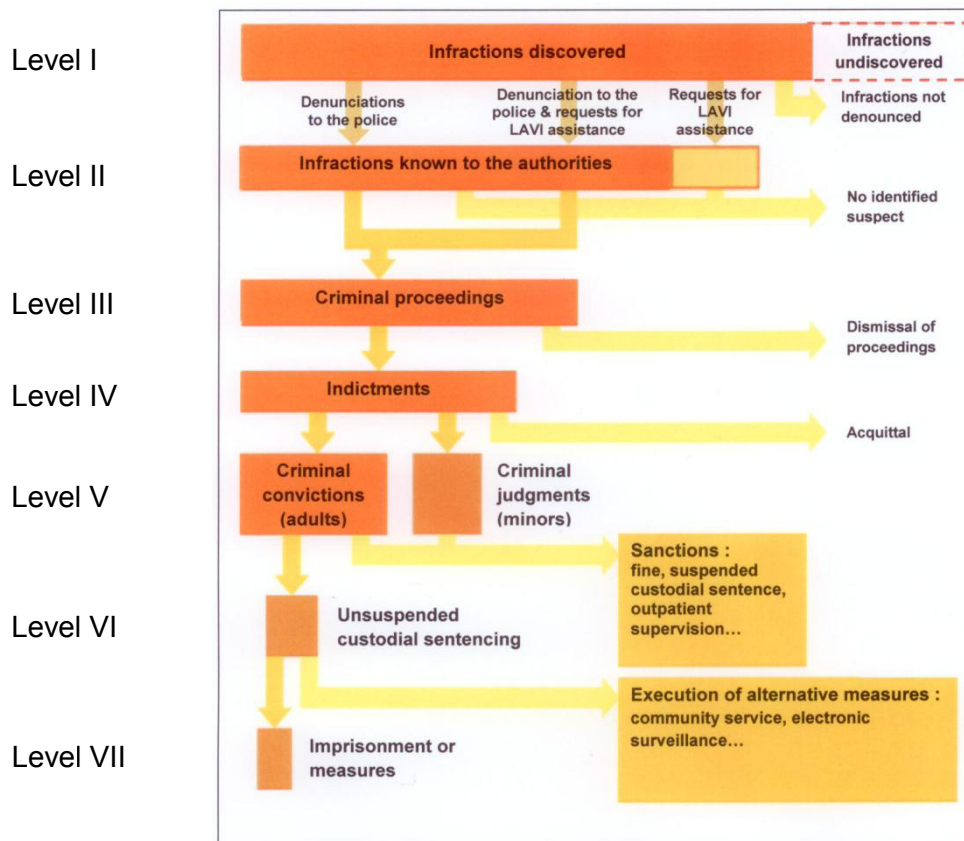 Level I
Infractions discovered
Infractions
undiscovered
Denunciations
to the police
Denunciation to the
police & requests for
LAVI assistance
Requests for
LAVI
assistance
Infractions not
denounced
Level II
Infractions known to the authorities
No identified
suspect
Level III
Criminal proceedings
Dismissal of
proceedings
Level IV
Indictments
Acquittal
Level V
Criminal
convictions
(adults)
Criminal
judgments
(minors)
Sanctions :
fine, suspended
custodial sentence,
outpatient
supervision…
Level VI
Unsuspended
custodial sentencing
Execution of alternative measures :
community service, electronic
surveillance…
Level VII
Imprisonment or
measures